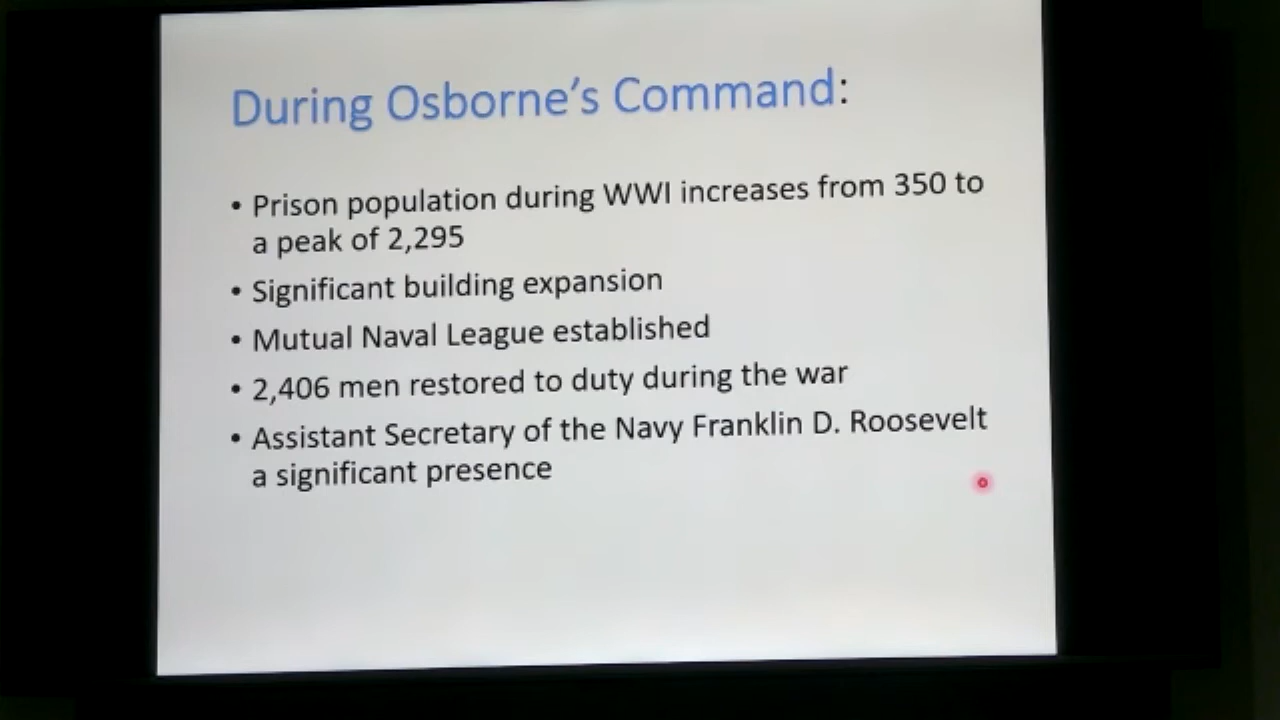 During Osborne's Command:
• Prison population during WWI increases from 350 to
a peak of 2,295
• Significant building expansion
• Mutual Naval League established
• 2,406 men restored to duty during the war
• Assistant Secretary of the Navy Franklin D. Roosevelt
a significant presence